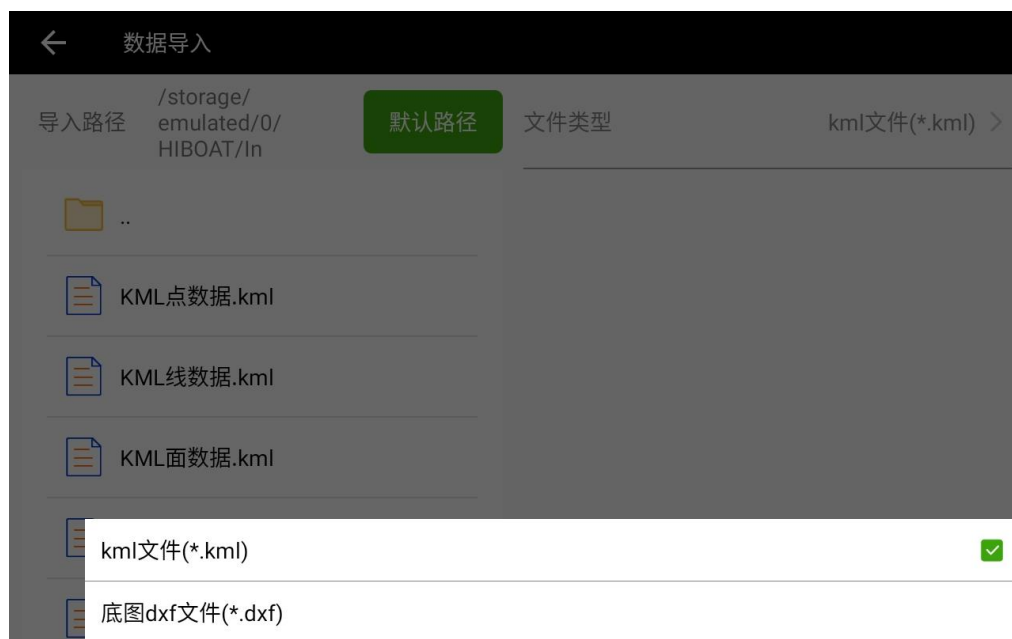 数据导入
导入路径
/storage/
emulated/0/
HIBOAT/In
默认路径
文件类型
kml文件(*.kml)
..
KML点数据.kml
KML线数据.kml
KML面数据.kml
kml文件(*.kml)
底图dxf文件(*.dxf)